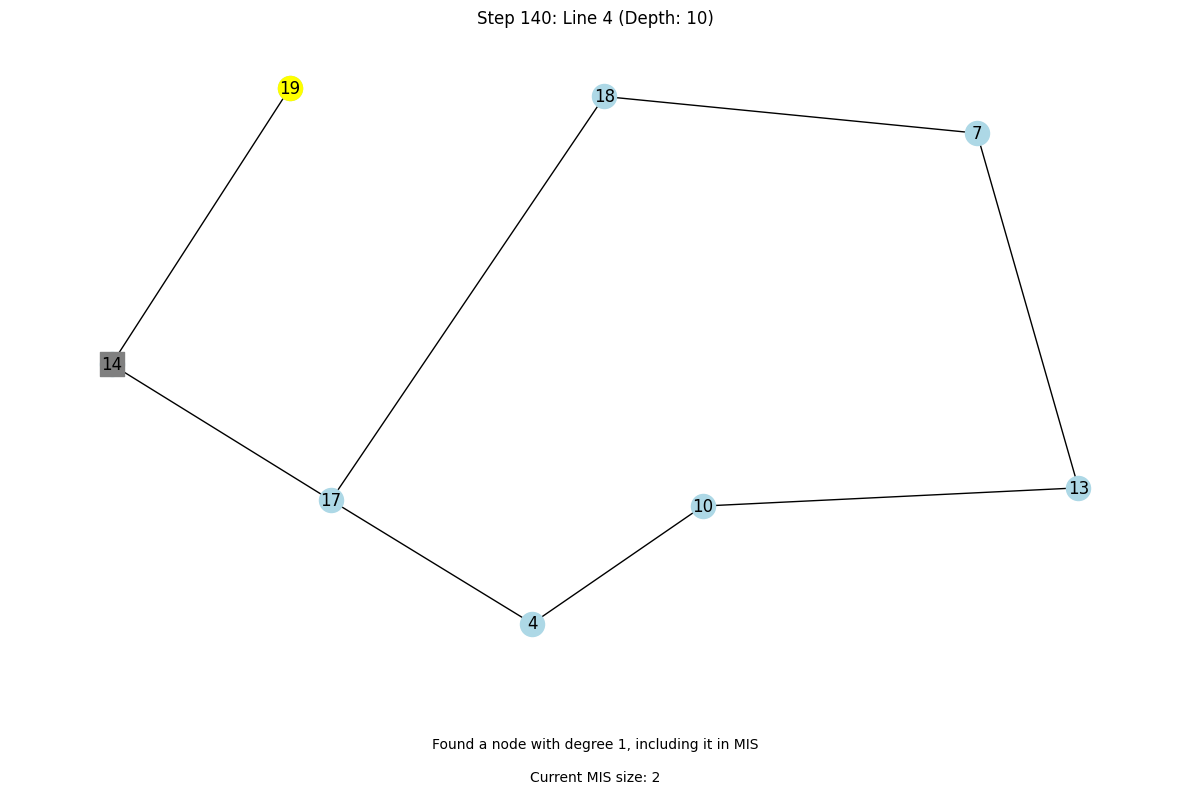 Step 140: Line 4 (Depth: 10)
19
18
7
14
17
10
13
4
Found a node with degree 1, including it in MIS
Current MIS size: 2